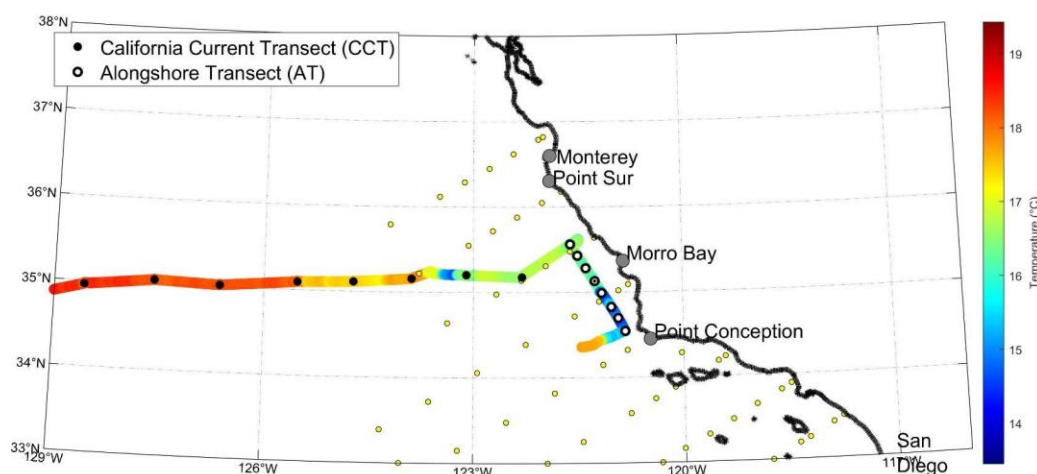 38°N
California Current Transect (CCT)
Alongshore Transect (AT)
37°N
Monterey
Point Sur
36°N
Morro Bay
35°N
Point Conception
34°N
33°N
129°W
126°W
123°W
120°W
117°W
San
Diego
19
18
17
16
15
14
Temperature (°C)